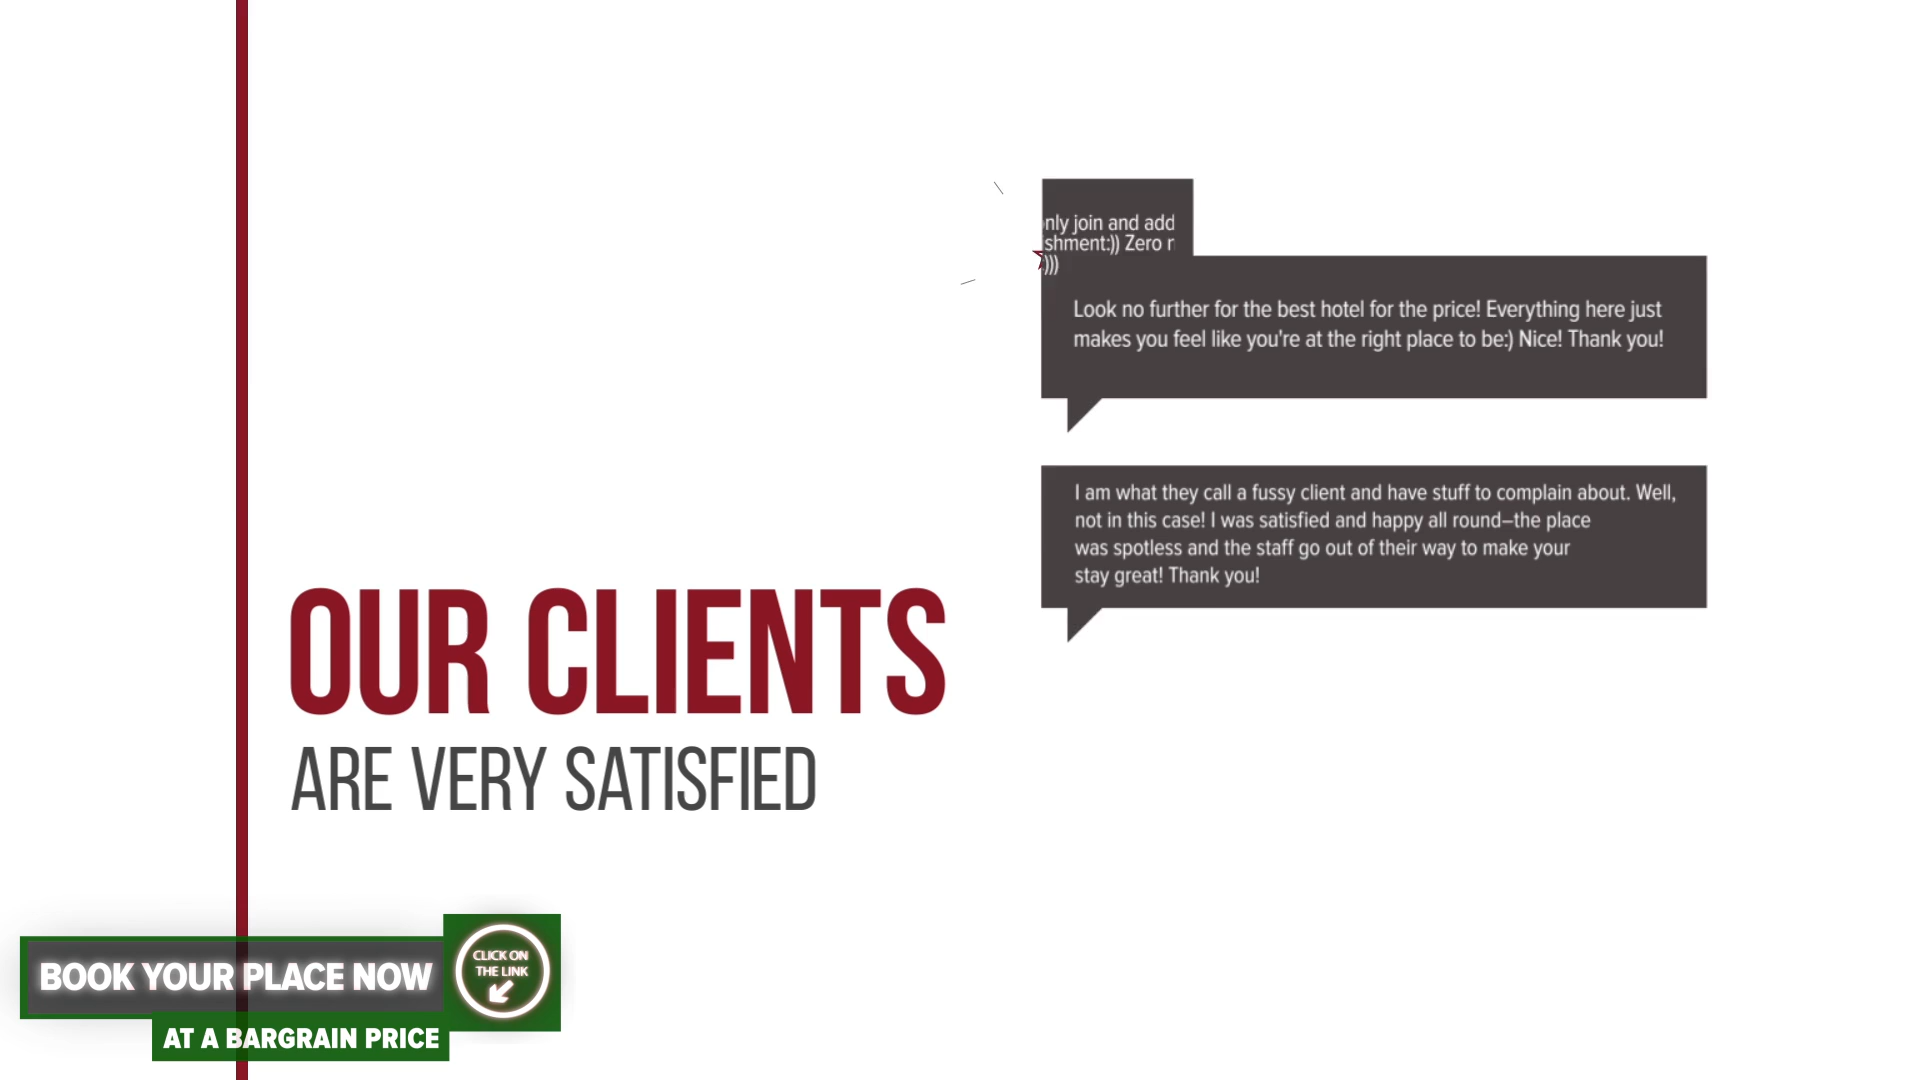 join and add
Zero
:)))
Look no further for the best hotel for the price! Everything here just
makes you feel like you're at the right place to be:) Nice! Thank you!
I am what they call a fussy client and have stuff to complain about. Well,
not in this case! I was satisfied and happy all round–the place
was spotless and the staff go out of their way to make your
stay great! Thank you!
OUR CLIENTS
ARE VERY SATISFIED
BOOK YOUR PLACE NOW
CLICK ON
THE LINK
AT A BARGRAIN PRICE